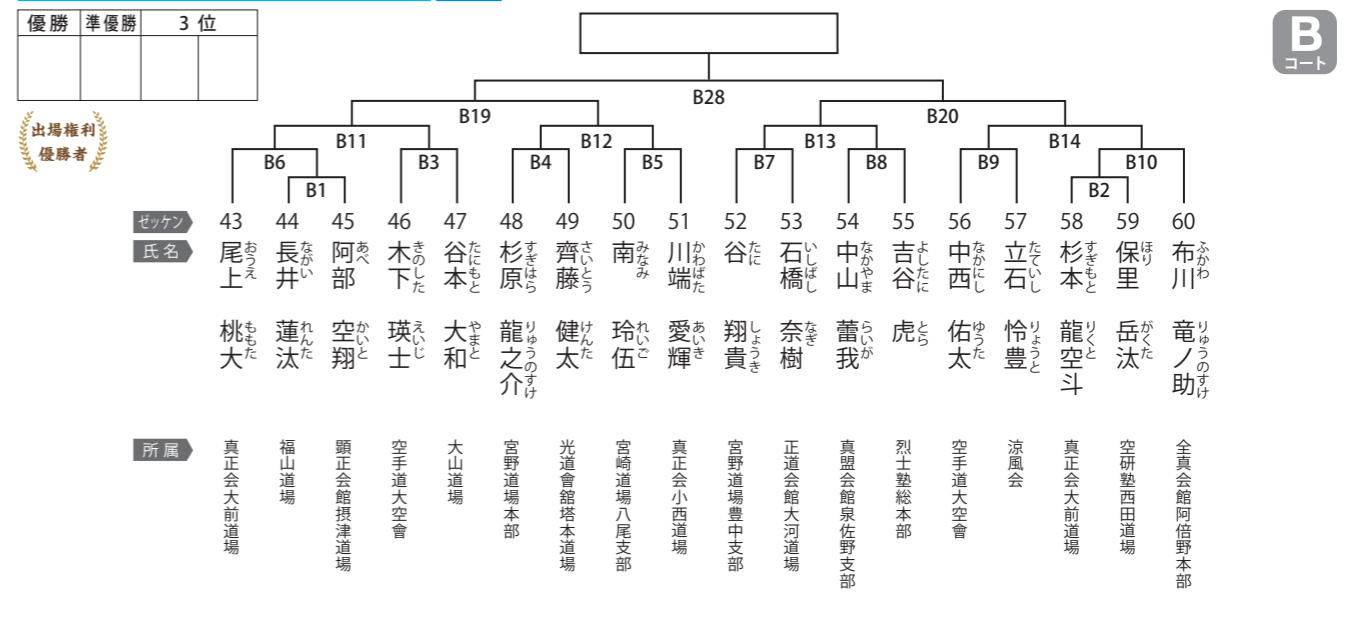 優勝 準優勝 3位
B
コート
出場権利
優勝者
B28
B19 B20
B11 B12 B13 B14
B6 B3 B4 B5 B7 B8 B9 B10
B1 B2
ゼッケン 43 44 45 46 47 48 49 50 51 52 53 54 55 56 57 58 59 60
氏名
尾上 桃大 おうえ ももた
長井 蓮汰 ながい れんた
阿部 空翔 あべ かいと
木下 瑛士 きのした えいじ
谷本 大和 たにもと やまと
杉原 龍之介 すぎはら りゅうのすけ
齊藤 健太 さいとう けんた
南 玲伍 みなみ れいご
川端 愛輝 かわばた あいき
谷 翔貴 たに しょうき
石橋 奈樹 いしばし なぎ
中山 蕾我 なかやま らいが
吉谷 虎 よしたに とら
中西 佑太 なかにし ゆうた
立石 怜豊 たていし りょうと
杉本 龍空斗 すぎもと りくと
保里 岳汰 ほり がくた
布川 竜ノ助 ふかわ りゅうのすけ
所属
真正会大前道場
福山道場
顕正会館摂津道場
空手道大空會
大山道場
宮野道場本部
光道會舘塔本道場
宮崎道場八尾支部
真正会小西道場
宮野道場豊中支部
正道会館大河道場
真盟会館泉佐野支部
烈士塾総本部
空手道大空會
涼風会
真正会大前道場
空研塾西田道場
全真会館阿倍野本部